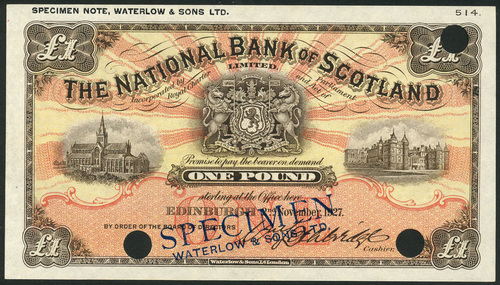 SPECIMEN NOTE, WATERLOW & SONS LTD. 514.
£1 £1
THE NATIONAL BANK OF SCOTLAND
LIMITED.
Incorporated by Royal Charter and Act of Parliament
Promise to pay the bearer on demand
ONE POUND
sterling at the Office here
EDINBURGH November, 1927.
BY ORDER OF THE BOARD OF DIRECTORS
SPECIMEN
WATERLOW & SONS LTD.
Cashier.
£1 £1
Waterlow & Sons Ld London